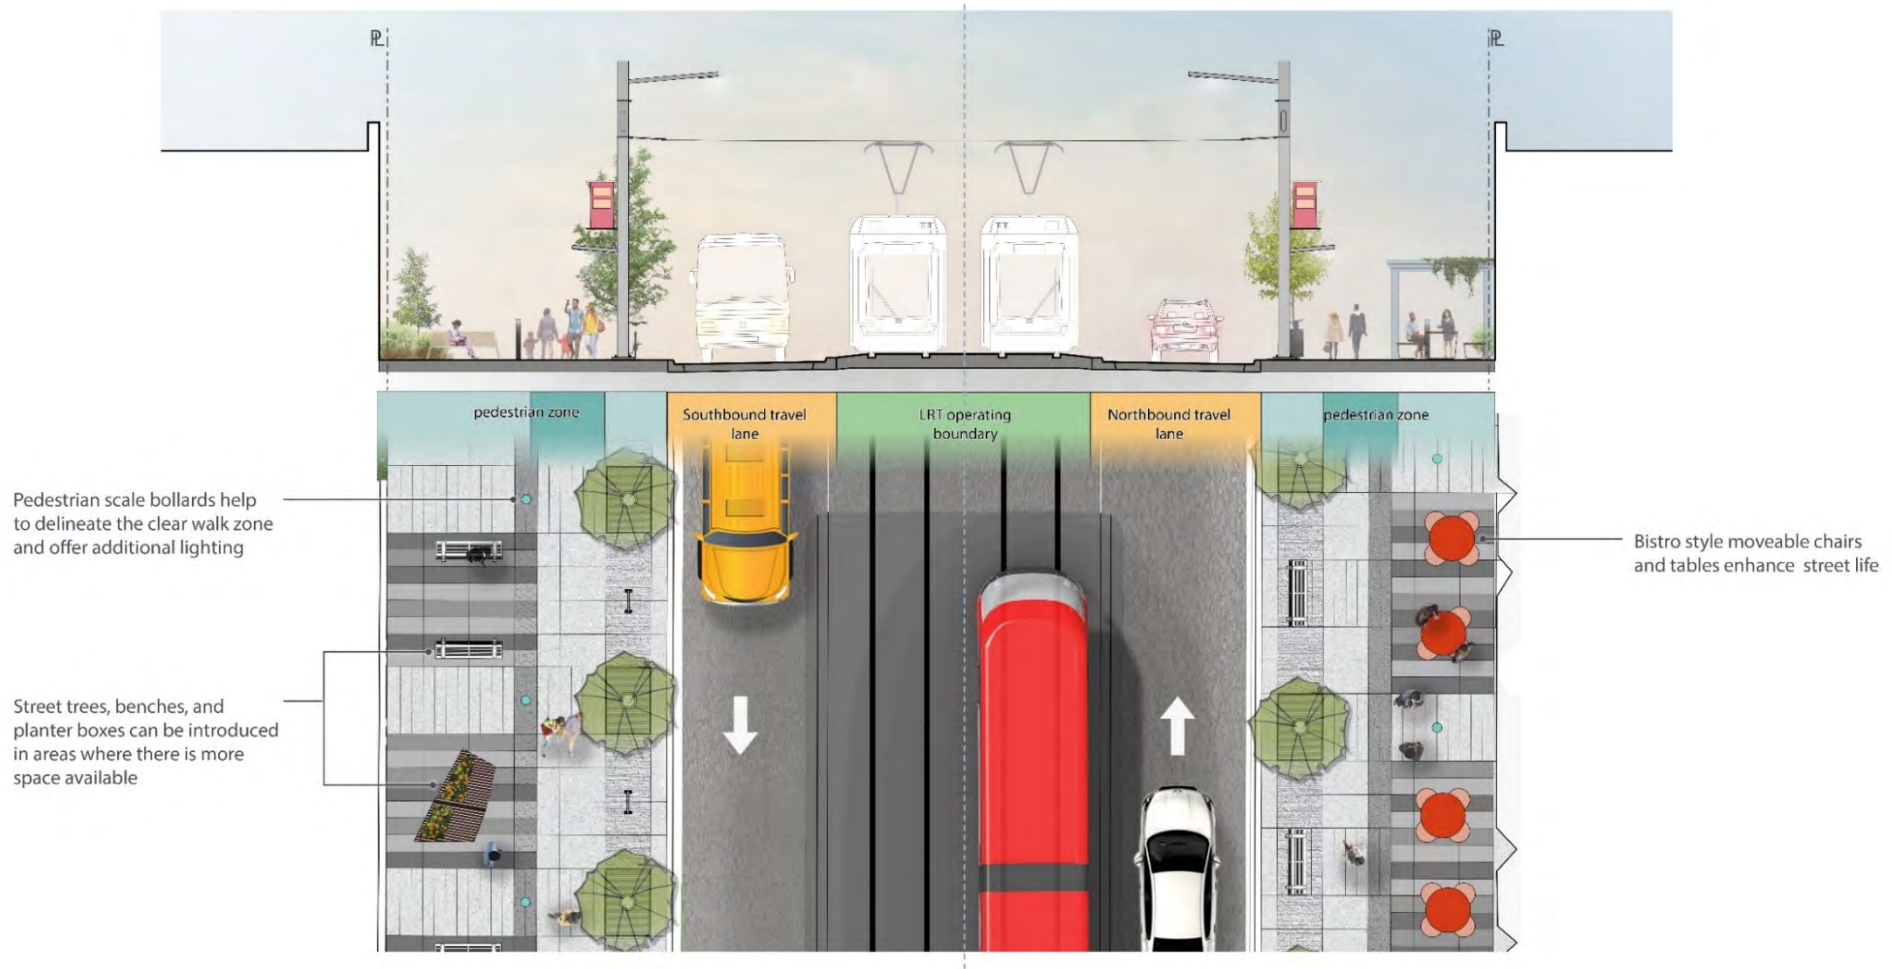 PL
PL
pedestrian zone
Southbound travel
lane
LRT operating
boundary
Northbound travel
lane
pedestrian zone
Pedestrian scale bollards help
to delineate the clear walk zone
and offer additional lighting
Bistro style moveable chairs
and tables enhance street life
Street trees, benches, and
planter boxes can be introduced
in areas where there is more
space available